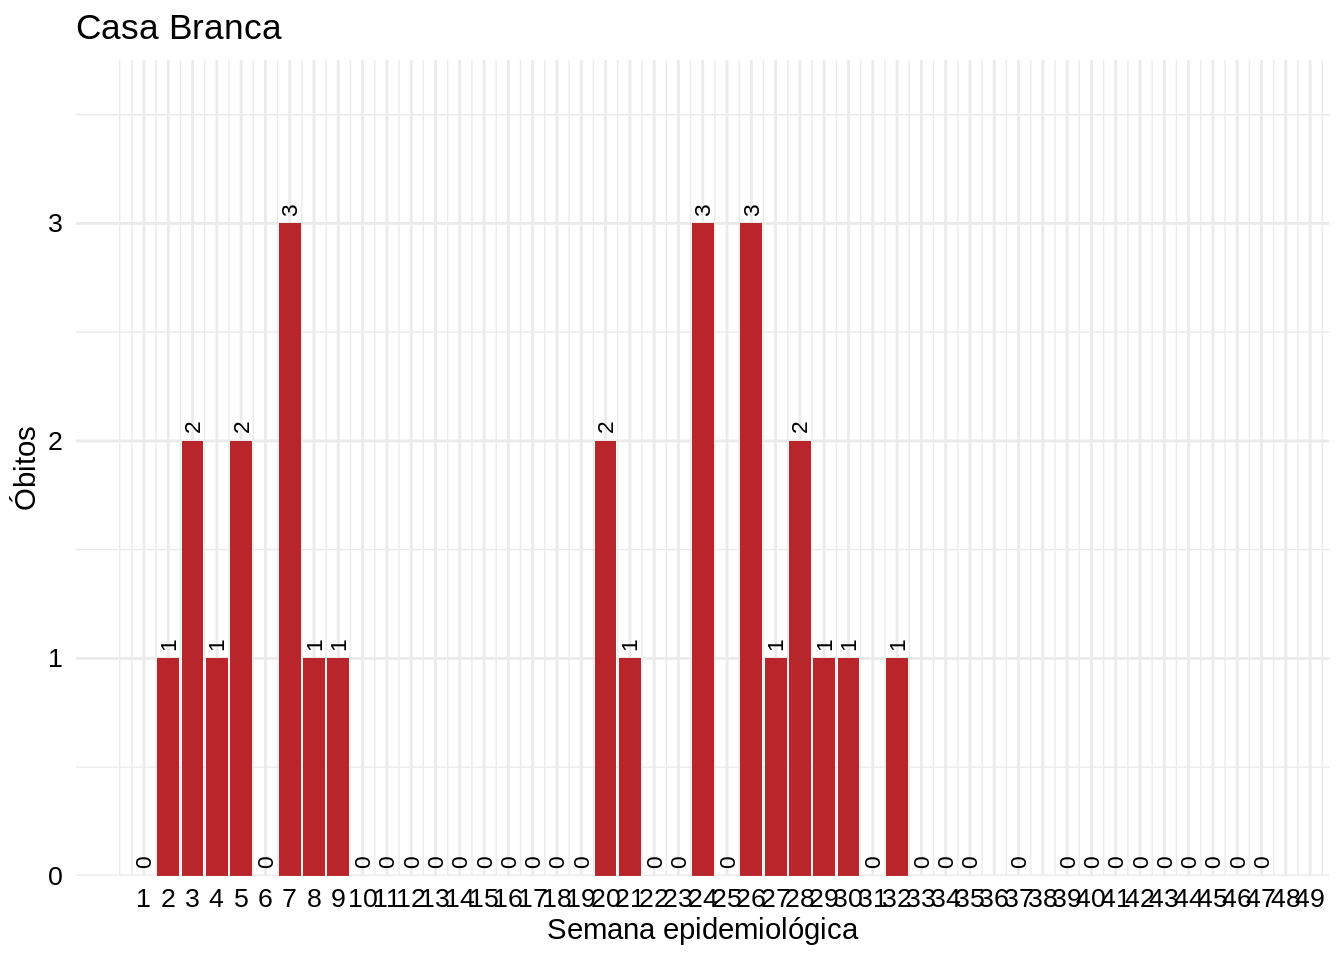 Casa Branca
Óbitos
3
2
1
0
0 1 2 1 2 0 3 1 1 0 0 0 0 0 0 0 0 0 0 2 1 0 0 3 0 3 1 2 1 1 0 1 0 0 0 0 0 0 0 0 0 0 0 0 0
1 2 3 4 5 6 7 8 9 10 11 12 13 14 15 16 17 18 19 20 21 22 23 24 25 26 27 28 29 30 31 32 33 34 35 36 37 38 39 40 41 42 43 44 45 46 47 48 49
Semana epidemiológica